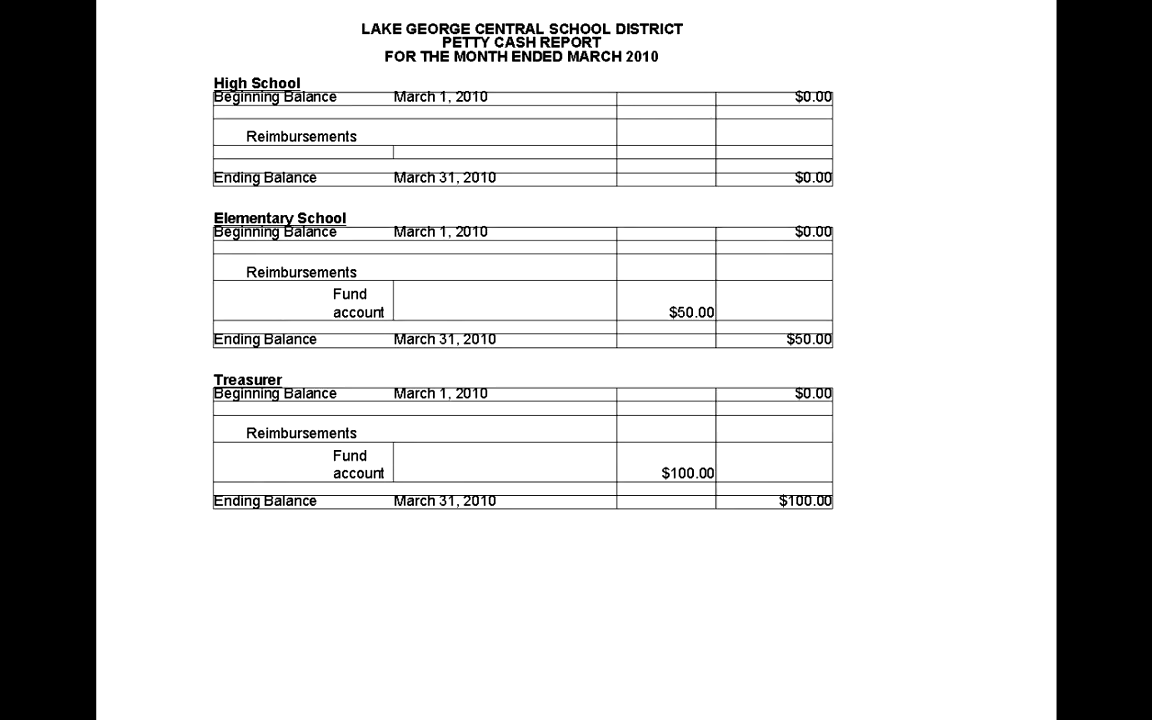 LAKE GEORGE CENTRAL SCHOOL DISTRICT
PETTY CASH REPORT
FOR THE MONTH ENDED MARCH 2010
High School
Beginning Balance March 1, 2010 $0.00
Reimbursements
Ending Balance March 31, 2010 $0.00
Elementary School
Beginning Balance March 1, 2010 $0.00
Reimbursements
Fund
account $50.00
Ending Balance March 31, 2010 $50.00
Treasurer
Beginning Balance March 1, 2010 $0.00
Reimbursements
Fund
account $100.00
Ending Balance March 31, 2010 $100.00